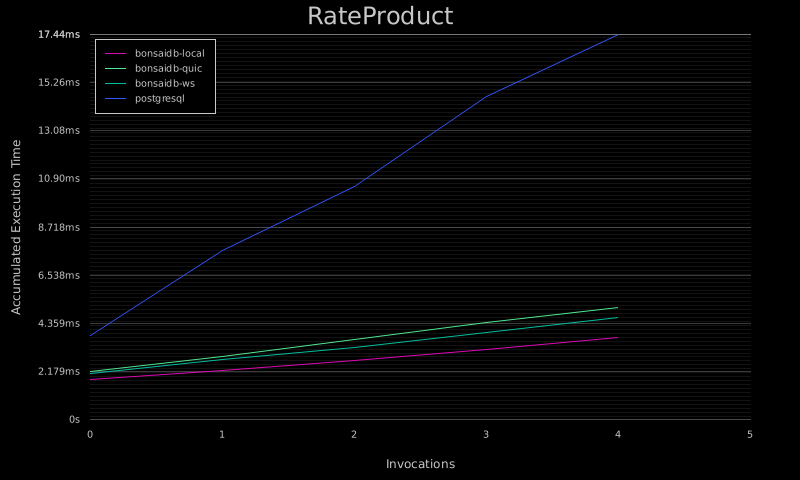 RateProduct
17.44ms
15.26ms
13.08ms
10.90ms
8.718ms
6.538ms
4.359ms
2.179ms
0s
Accumulated Execution Time
bonsaidb-local
bonsaidb-quic
bonsaidb-ws
postgresql
0 1 2 3 4 5
Invocations